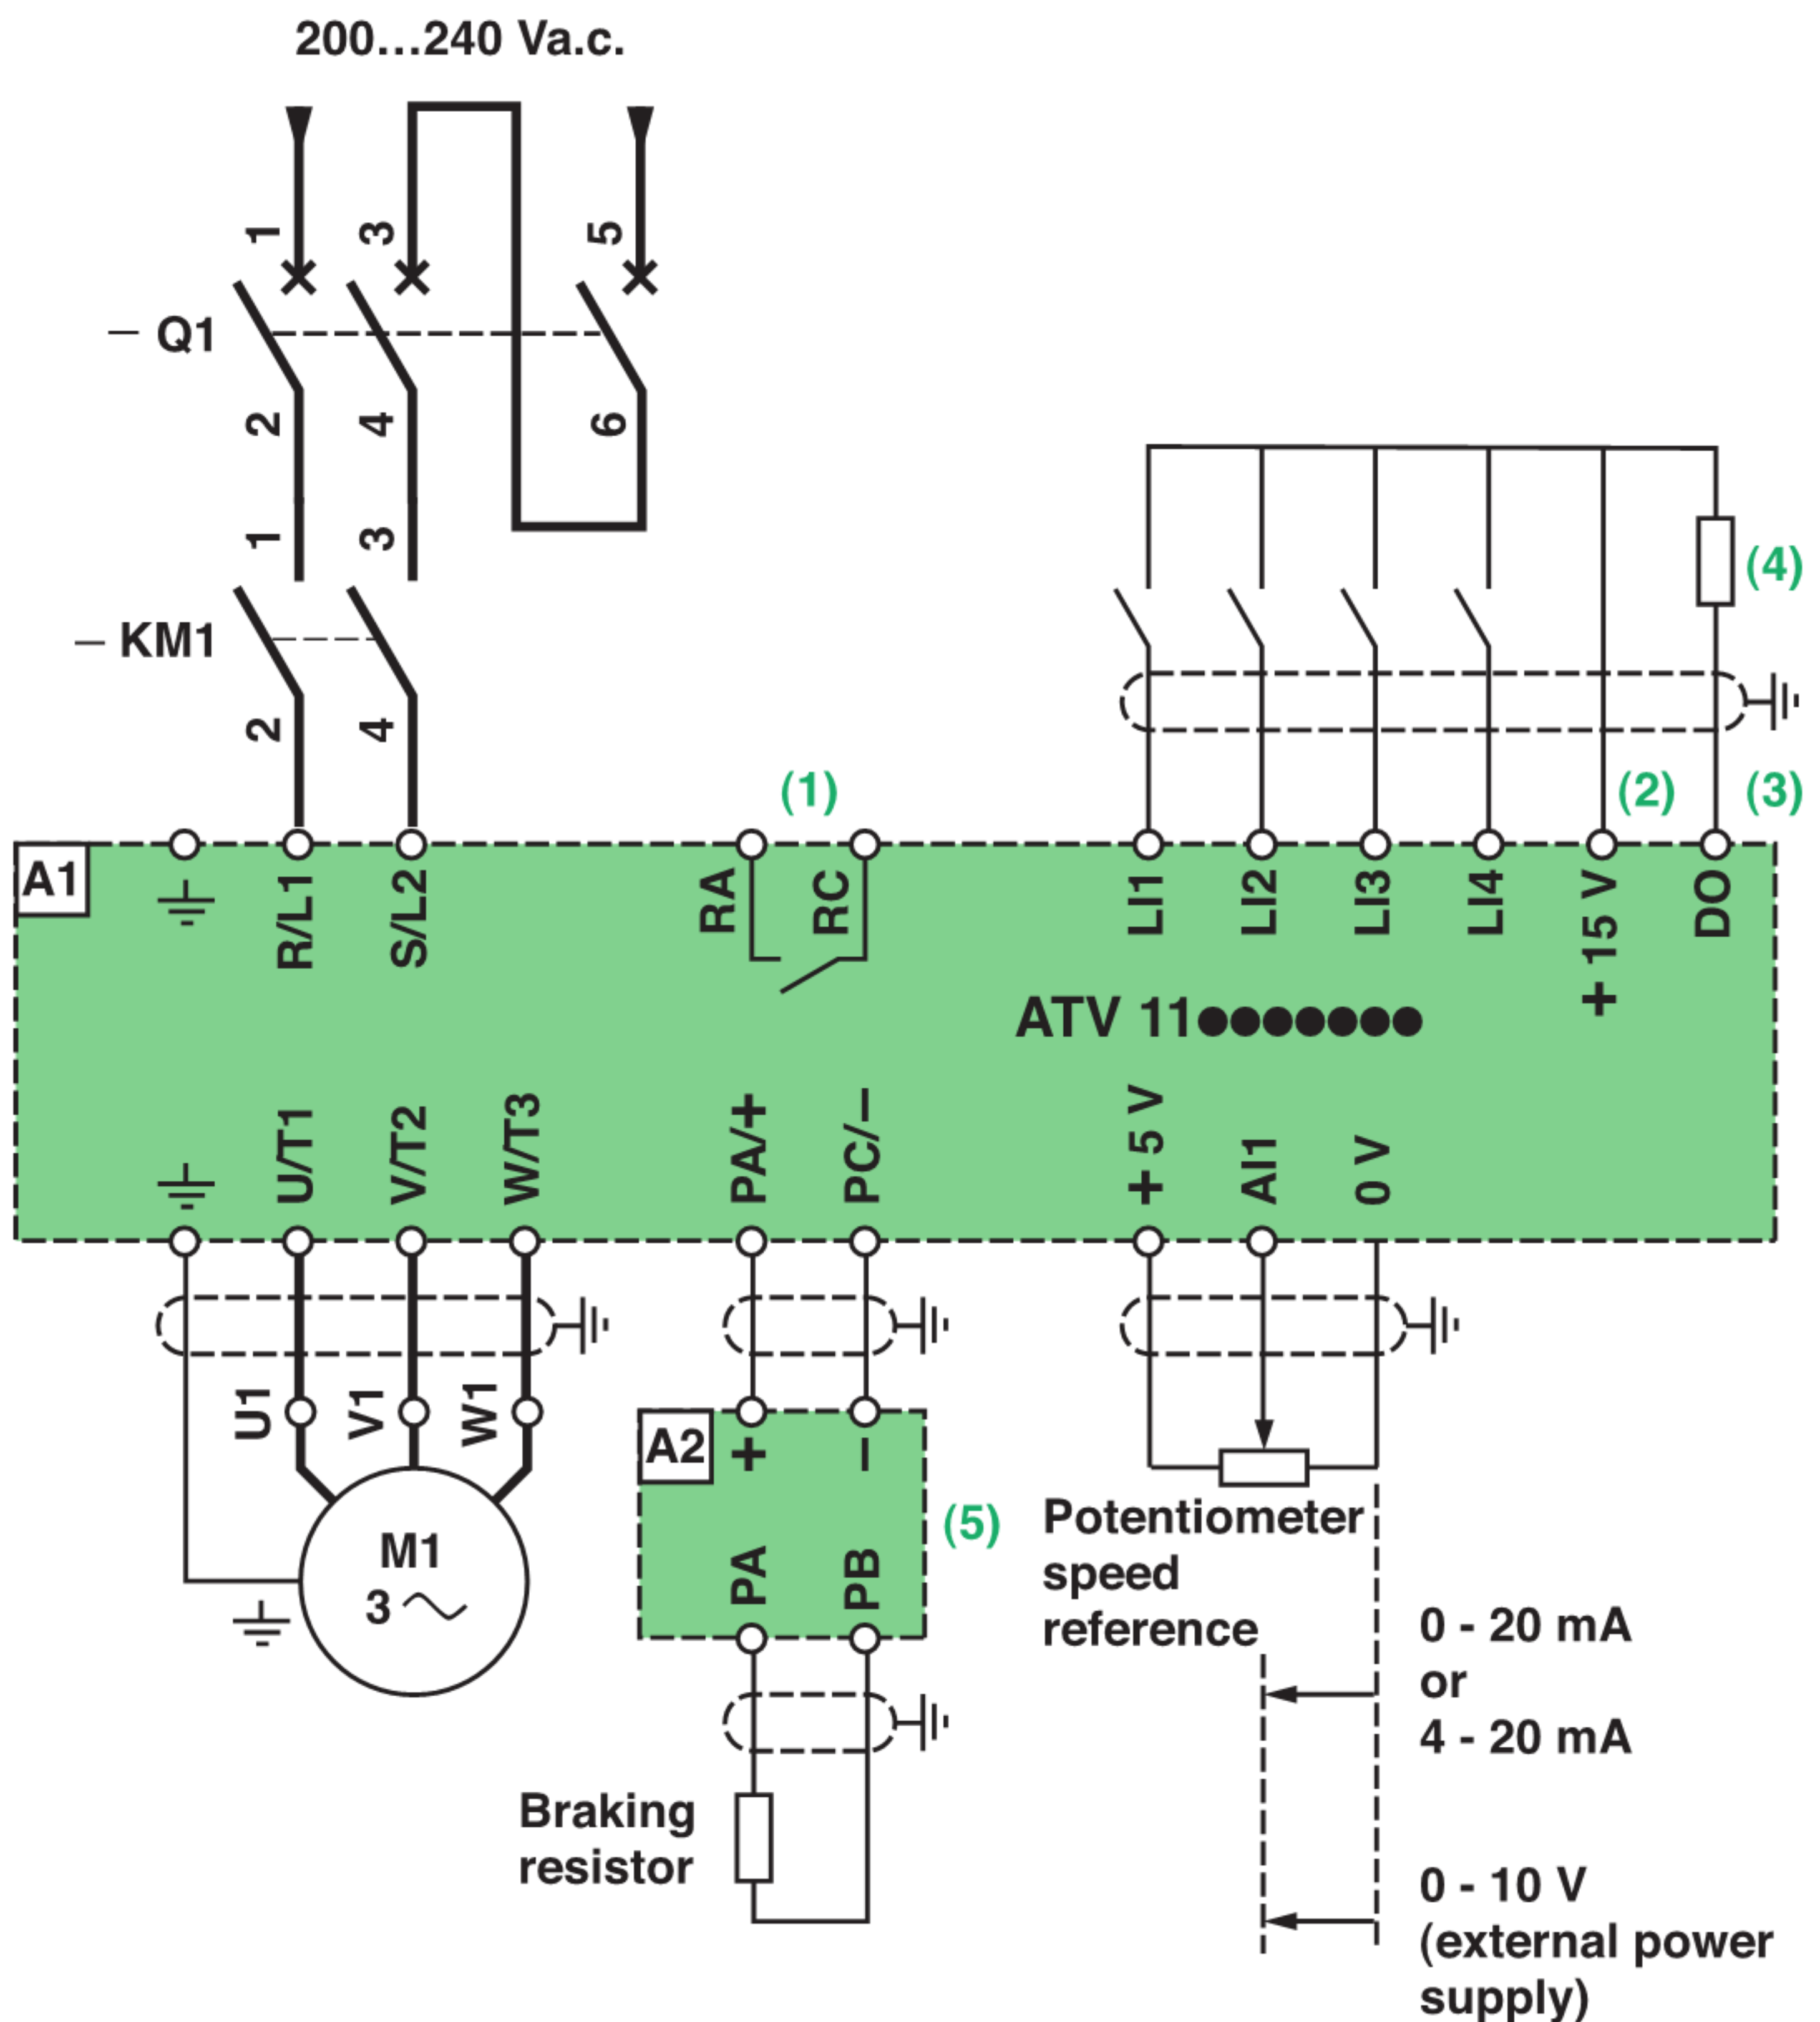 200...240 Va.c.
1
3
5
– Q1
2
4
6
1
3
(4)
– KM1
2
4
(1)
(2)
(3)
A1
R/L1
S/L2
RA
RC
LI1
LI2
LI3
LI4
+ 15 V
DO
ATV 11●●●●●●●
U/T1
V/T2
W/T3
PA/+
PC/–
+ 5 V
AI1
0 V
U1
V1
W1
A2
+
–
M1
3
PA
PB
(5)
Potentiometer
speed
reference
0 - 20 mA
or
4 - 20 mA
Braking
resistor
0 - 10 V
(external power
supply)